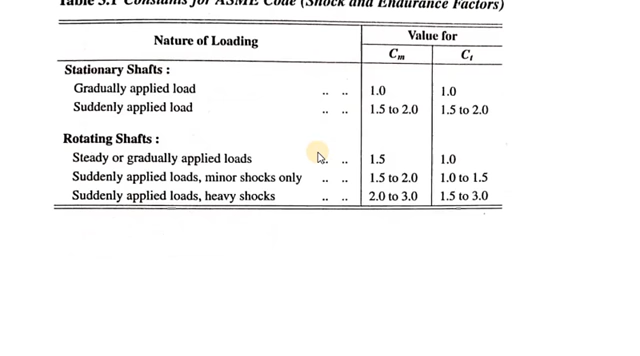 Table 3.1 Constants for ASME Code (Shock and Endurance Factors)
Nature of Loading
Value for
Cm
Ct
Stationary Shafts :
Gradually applied load .. .. 1.0 1.0
Suddenly applied load .. .. 1.5 to 2.0 1.5 to 2.0
Rotating Shafts :
Steady or gradually applied loads .. .. 1.5 1.0
Suddenly applied loads, minor shocks only .. .. 1.5 to 2.0 1.0 to 1.5
Suddenly applied loads, heavy shocks .. .. 2.0 to 3.0 1.5 to 3.0